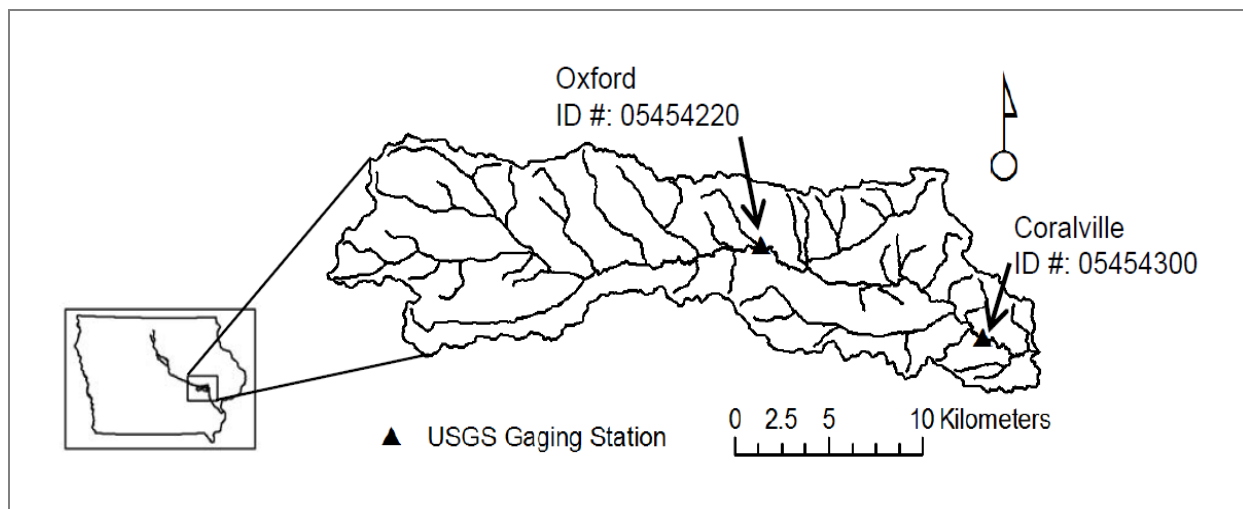 Oxford
ID #: 05454220
Coralville
ID #: 05454300
USGS Gaging Station
0 2.5 5 10 Kilometers